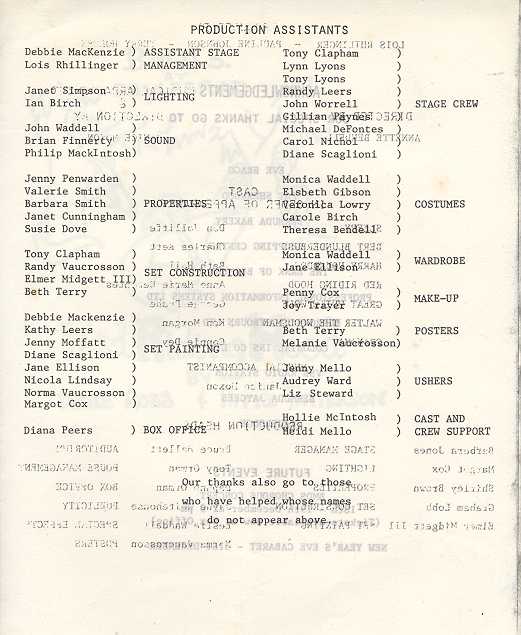 PRODUCTION ASSISTANTS
Debbie MacKenzie ) ASSISTANT STAGE
Lois Rhillinger ) MANAGEMENT
Janet Simpson )
Ian Birch ) LIGHTING
John Waddell )
Brian Finnerty ) SOUND
Philip MackIntosh)
Jenny Penwarden )
Valerie Smith )
Barbara Smith ) PROPERTIES
Janet Cunningham )
Susie Dove )
Tony Clapham )
Randy Vaucrosson ) SET CONSTRUCTION
Elmer Midgett III)
Beth Terry )
Debbie Mackenzie )
Kathy Leers )
Jenny Moffatt )
Diane Scaglioni ) SET PAINTING
Jane Ellison )
Nicola Lindsay )
Norma Vaucrosson )
Margot Cox )
Diana Peers ) BOX OFFICE
Tony Clapham )
Lynn Lyons )
Tony Lyons )
Randy Leers )
John Worrell ) STAGE CREW
Gillian Paynes )
Michael DeFontes )
Carol Nichol )
Diane Scaglioni )
Monica Waddell )
Elsbeth Gibson )
Veronica Lowry ) COSTUMES
Carole Birch )
Theresa Bendell )
Monica Waddell )
Jane Ellison ) WARDROBE
Penny Cox )
Joy Trayer ) MAKE-UP
Beth Terry ) POSTERS
Melanie Vaucrosson)
Jenny Mello )
Audrey Ward ) USHERS
Liz Steward )
Hollie McIntosh ) CAST AND
Heidi Mello ) CREW SUPPORT
Our thanks also go to those
who have helped whose names
do not appear above.